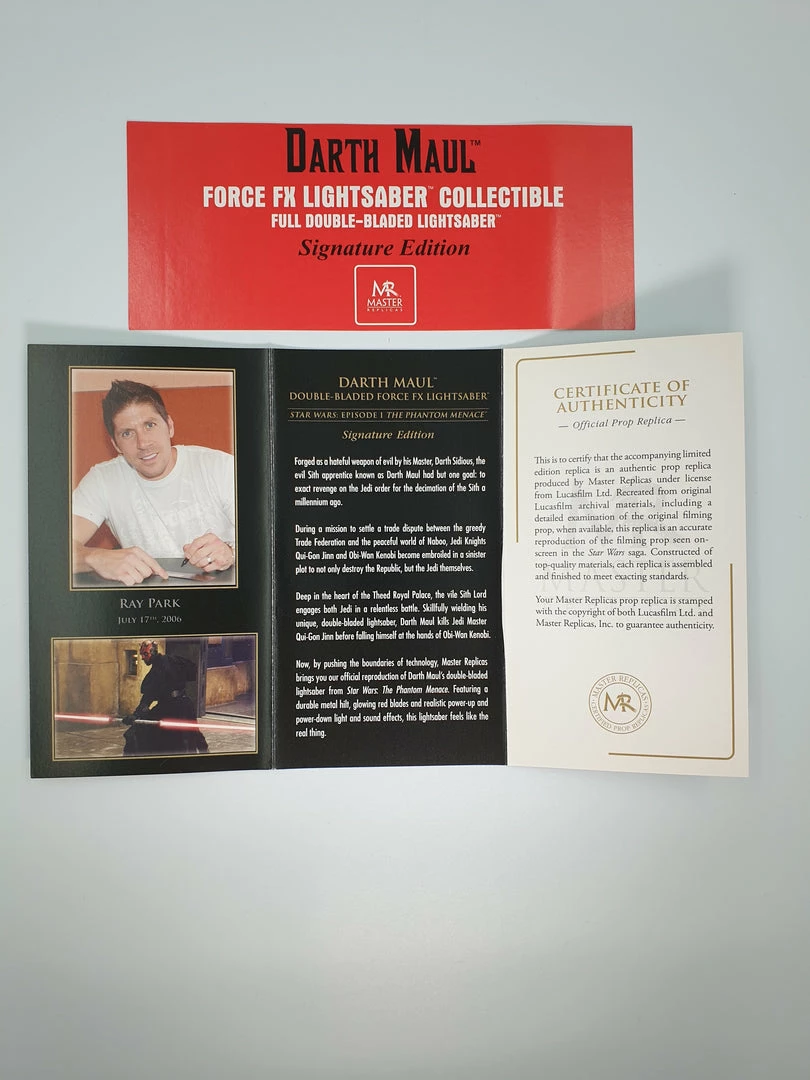 DARTH MAUL™
FORCE FX LIGHTSABER™ COLLECTIBLE
FULL DOUBLE-BLADED LIGHTSABER™
Signature Edition
MR
MASTER
REPLICAS
RAY PARK
JULY 17TH, 2006
DARTH MAUL™
DOUBLE-BLADED FORCE FX LIGHTSABER™
STAR WARS: EPISODE I THE PHANTOM MENACE™
Signature Edition
Forged as a hateful weapon of evil by his Master, Darth Sidious, the
evil Sith apprentice known as Darth Maul had but one goal: to
exact revenge on the Jedi order for the decimation of the Sith a
millennium ago.
During a mission to settle a trade dispute between the greedy
Trade Federation and the peaceful world of Naboo, Jedi Knights
Qui-Gon Jinn and Obi-Wan Kenobi become embroiled in a sinister
plot to not only destroy the Republic, but the Jedi themselves.
Deep in the heart of the Theed Royal Palace, the vile Sith Lord
engages both Jedi in a relentless battle. Skillfully wielding his
unique, double-bladed lightsaber, Darth Maul kills Jedi Master
Qui-Gon Jinn before falling himself at the hands of Obi-Wan Kenobi.
Now, by pushing the boundaries of technology, Master Replicas
brings you our official reproduction of Darth Maul's double-bladed
lightsaber from Star Wars: The Phantom Menace. Featuring a
durable metal hilt, glowing red blades and realistic power-up and
power-down light and sound effects, this lightsaber feels like the
real thing.
CERTIFICATE OF
AUTHENTICITY
— Official Prop Replica —
This is to certify that the accompanying limited
edition replica is an authentic prop replica
produced by Master Replicas under license
from Lucasfilm Ltd. Recreated from original
Lucasfilm archival materials, including a
detailed examination of the original filming
prop, when available, this replica is an accurate
reproduction of the filming prop seen on-
screen in the Star Wars saga. Constructed of
top-quality materials, each replica is assembled
and finished to meet exacting standards.
MASTER
Your Master Replicas prop replica is stamped
with the copyright of both Lucasfilm Ltd. and
Master Replicas, Inc. to guarantee authenticity.
MASTER REPLICAS
MR
CERTIFIED PROP REPLICA